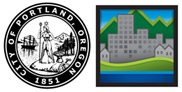 CITY OF PORTLAND, OREGON
1851